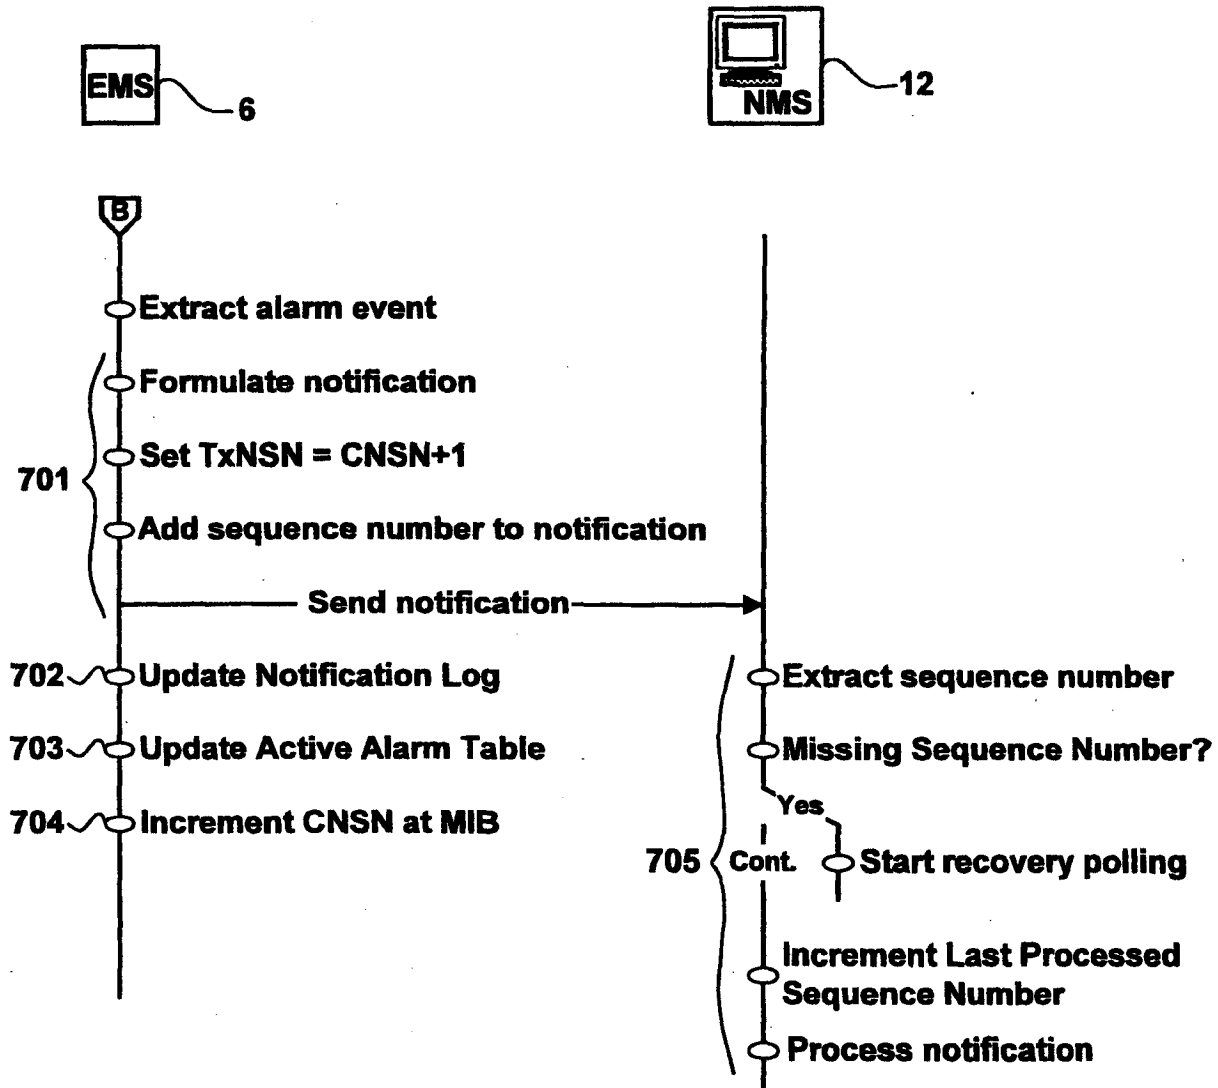 EMS
6
NMS
12
B
Extract alarm event
Formulate notification
Set TxNSN = CNSN+1
701
Add sequence number to notification
Send notification
702
Update Notification Log
Extract sequence number
703
Update Active Alarm Table
Missing Sequence Number?
Yes
704
Increment CNSN at MIB
705
Cont.
Start recovery polling
Increment Last Processed
Sequence Number
Process notification